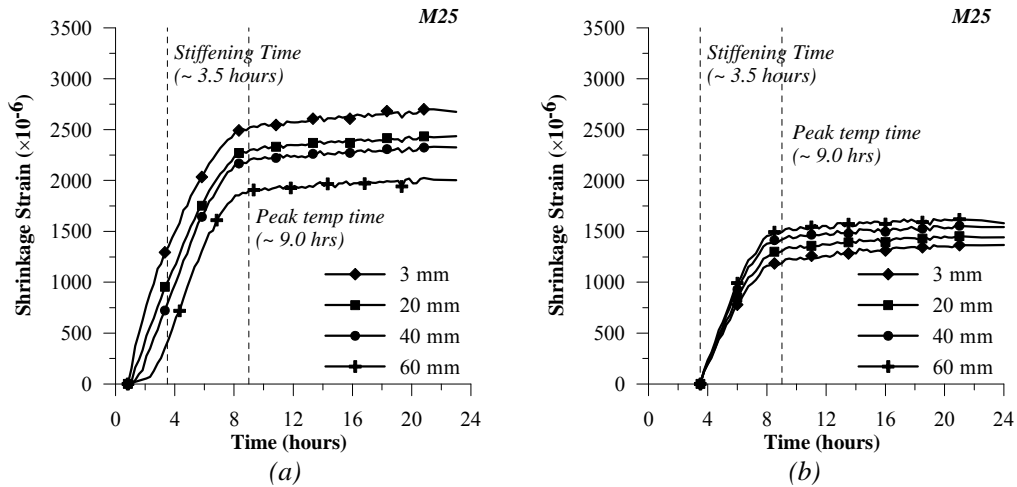 M25
3500
3000
2500
2000
1500
1000
500
0
Shrinkage Strain (×10⁻⁶)
Stiffening Time
(~ 3.5 hours)
Peak temp time
(~ 9.0 hrs)
3 mm
20 mm
40 mm
60 mm
0 4 8 12 16 20 24
Time (hours)
(a)
M25
3500
3000
2500
2000
1500
1000
500
0
Shrinkage Strain (×10⁻⁶)
Stiffening Time
(~ 3.5 hours)
Peak temp time
(~ 9.0 hrs)
3 mm
20 mm
40 mm
60 mm
0 4 8 12 16 20 24
Time (hours)
(b)